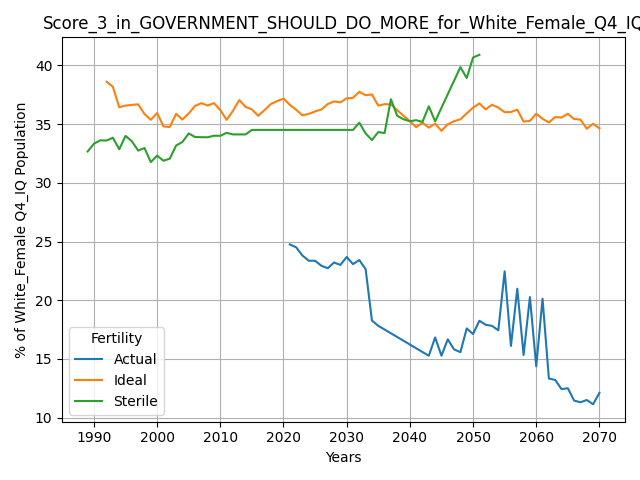 Score_3_in_GOVERNMENT_SHOULD_DO_MORE_for_White_Female_Q4_IQ
% of White_Female Q4_IQ Population
40
35
30
25
20
15
10
Fertility
Actual
Ideal
Sterile
1990 2000 2010 2020 2030 2040 2050 2060 2070
Years